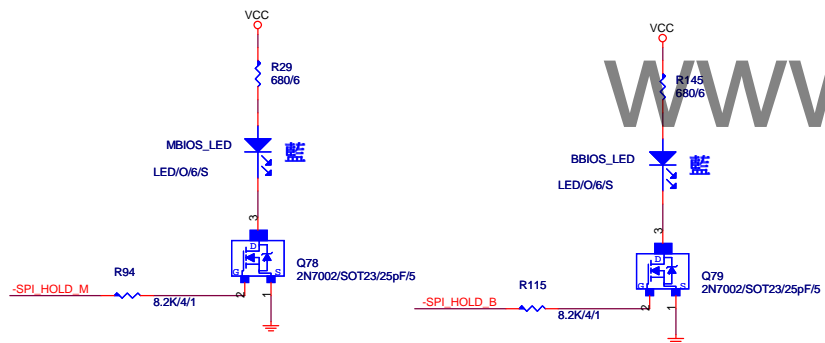 VCC
R29
680/6
MBIOS_LED
藍
LED/O/6/S
3
D
G
S
Q78
2N7002/SOT23/25pF/5
2
1
R94
-SPI_HOLD_M
8.2K/4/1
VCC
www
R145
680/6
BBIOS_LED
藍
LED/O/6/S
3
D
G
S
Q79
2N7002/SOT23/25pF/5
2
1
R115
-SPI_HOLD_B
8.2K/4/1